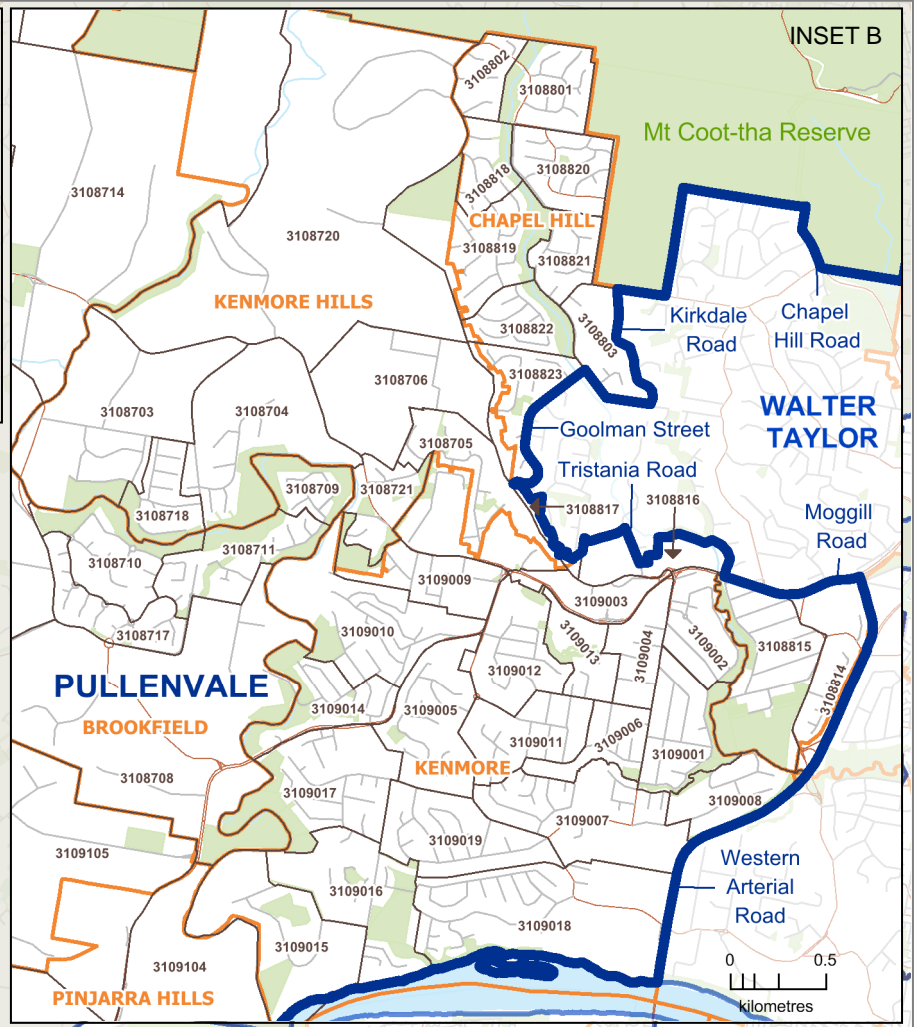 INSET B
3108802
3108801
Mt Coot-tha Reserve
3108714
3108818
3108820
3108720
CHAPEL HILL
3108819
3108821
KENMORE HILLS
3108822
3108803
Kirkdale
Road
Chapel
Hill Road
3108706
3108823
3108703
3108704
WALTER
TAYLOR
Goolman Street
3108705
Tristania Road
3108709
3108721
3108816
3108718
3108817
Moggill
Road
3108710
3108711
3109009
3109003
3108717
3109010
3109013
3109004
3109002
3108815
3109012
PULLENVALE
3109014
3109005
3108814
BROOKFIELD
3109011
3109006
3109001
KENMORE
3108708
3109017
3109008
3109007
3109105
3109019
Western
Arterial
Road
3109016
3109018
3109015
3109104
0
0.5
PINJARRA HILLS
kilometres